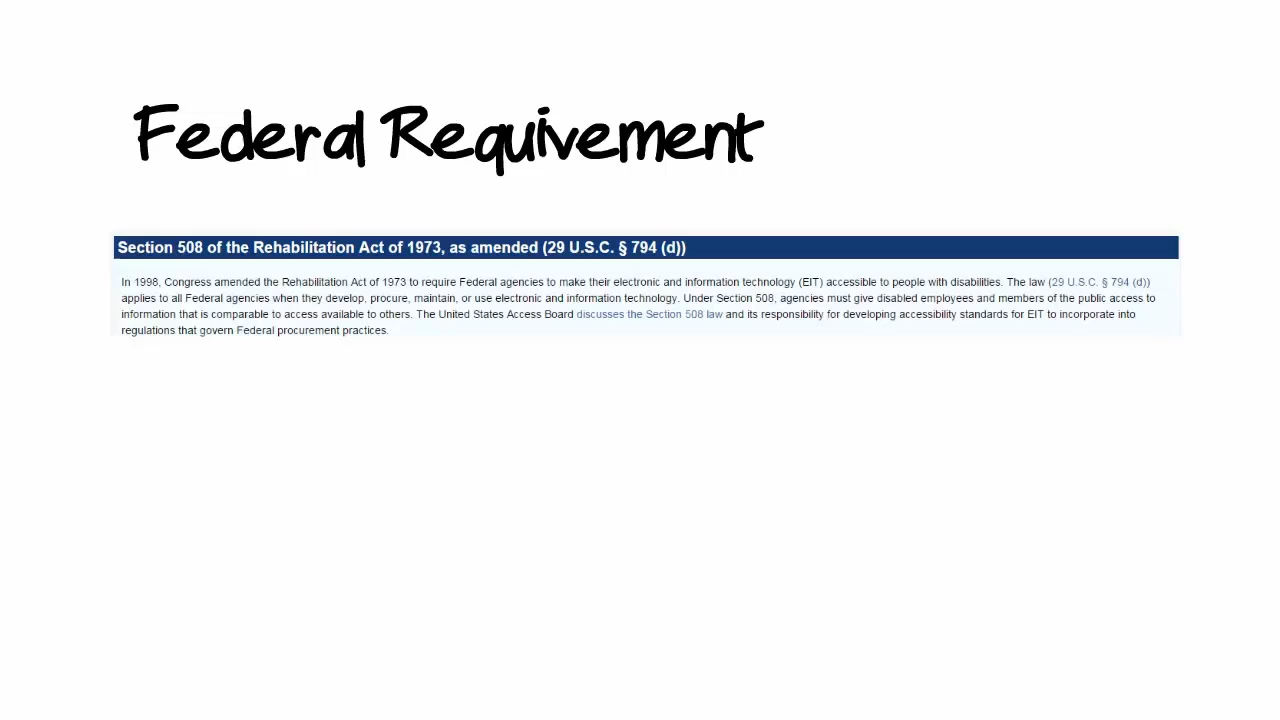 Federal Requivement
Section 508 of the Rehabilitation Act of 1973, as amended (29 U.S.C. § 794 (d))
In 1998, Congress amended the Rehabilitation Act of 1973 to require Federal agencies to make their electronic and information technology (EIT) accessible to people with disabilities. The law (29 U.S.C. § 794 (d))
applies to all Federal agencies when they develop, procure, maintain, or use electronic and information technology. Under Section 508, agencies must give disabled employees and members of the public access to
information that is comparable to access available to others. The United States Access Board discusses the Section 508 law and its responsibility for developing accessibility standards for EIT to incorporate into
regulations that govern Federal procurement practices.